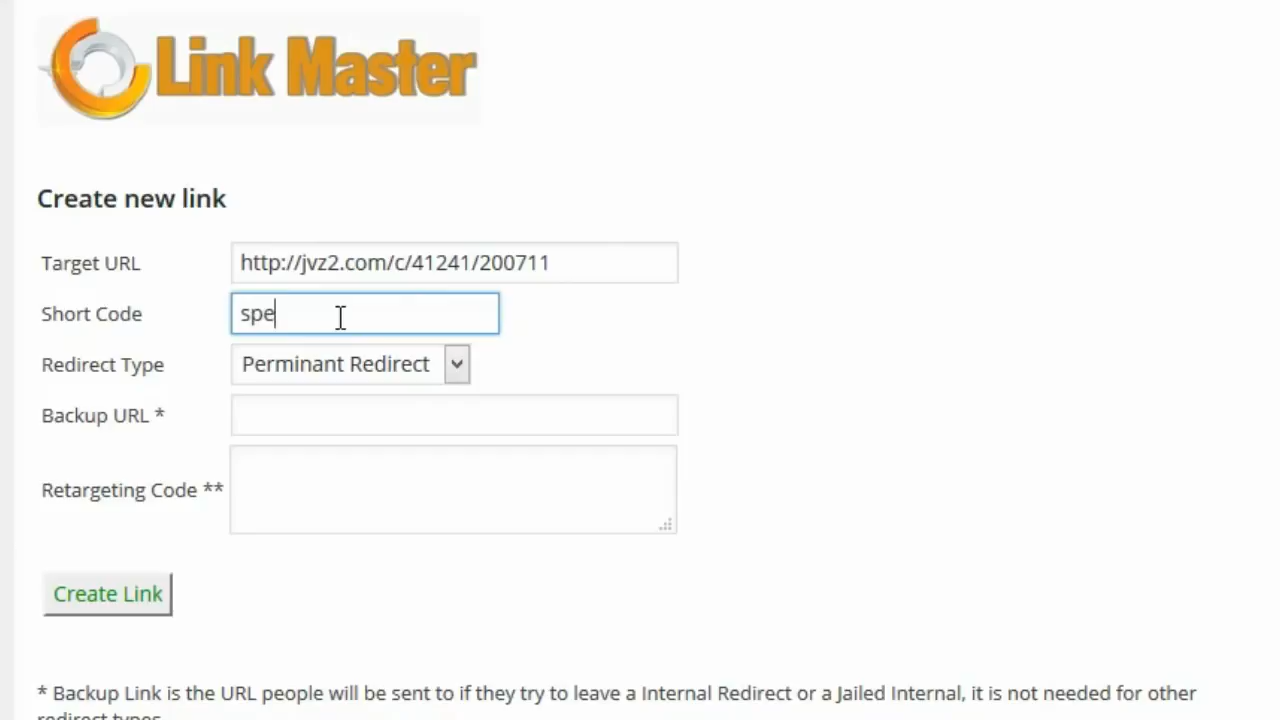 Link Master
Create new link
Target URL http://jvz2.com/c/41241/200711
Short Code spe
Redirect Type Perminant Redirect
Backup URL *
Retargeting Code **
Create Link
* Backup Link is the URL people will be sent to if they try to leave a Internal Redirect or a Jailed Internal, it is not needed for other
redirect types